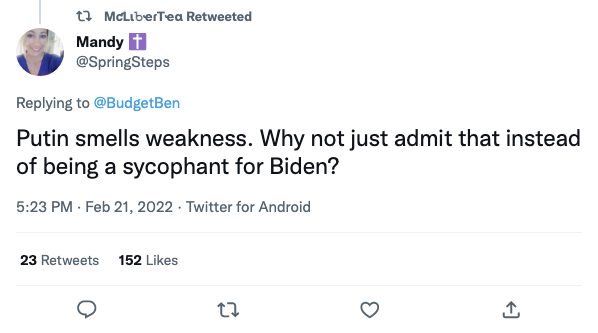 McLιbҽrTҽα Retweeted
Mandy ✝️
@SpringSteps
Replying to @BudgetBen
Putin smells weakness. Why not just admit that instead
of being a sycophant for Biden?
5:23 PM · Feb 21, 2022 · Twitter for Android
23 Retweets 152 Likes